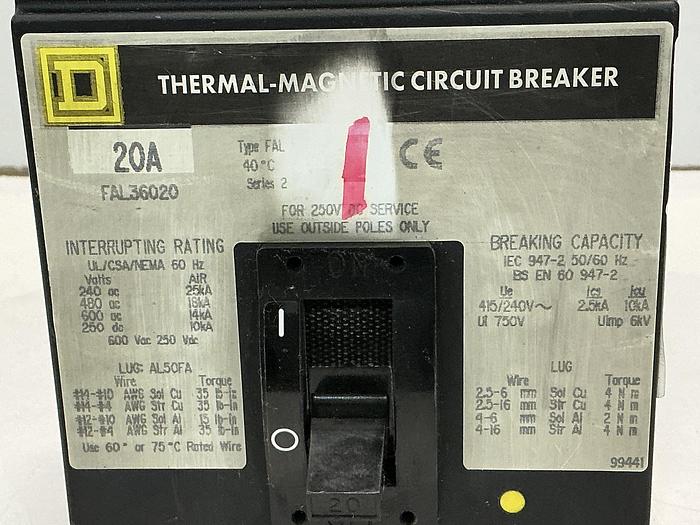 D
THERMAL-MAGNETIC CIRCUIT BREAKER
20A
FAL36020
Type FAL
40°C
Series 2
CE
FOR 250V DC SERVICE
USE OUTSIDE POLES ONLY
INTERRUPTING RATING
UL/CSA/NEMA 60 Hz
Volts AIR
240 ac 25kA
480 ac 18kA
600 ac 14kA
250 dc 10kA
600 Vac 250 Vdc
LUG: AL50FA
Wire Torque
#14-#10 AWG Sol Cu 35 lb-in
#14-#4 AWG Str Cu 35 lb-in
#12-#10 AWG Sol Al 15 lb-in
#12-#4 AWG Str Al 35 lb-in
Use 60° or 75°C Rated Wire
ON
I
O
20
BREAKING CAPACITY
IEC 947-2 50/60 Hz
BS EN 60 947-2
Ue Ics Icu
415/240V~ 2.5kA 10kA
Ui 750V Uimp 6kV
LUG
Wire Torque
2.5-6 mm Sol Cu 4 N m
2.5-16 mm Str Cu 4 N m
4-6 mm Sol Al 2 N m
4-16 mm Str Al 4 N m
99441